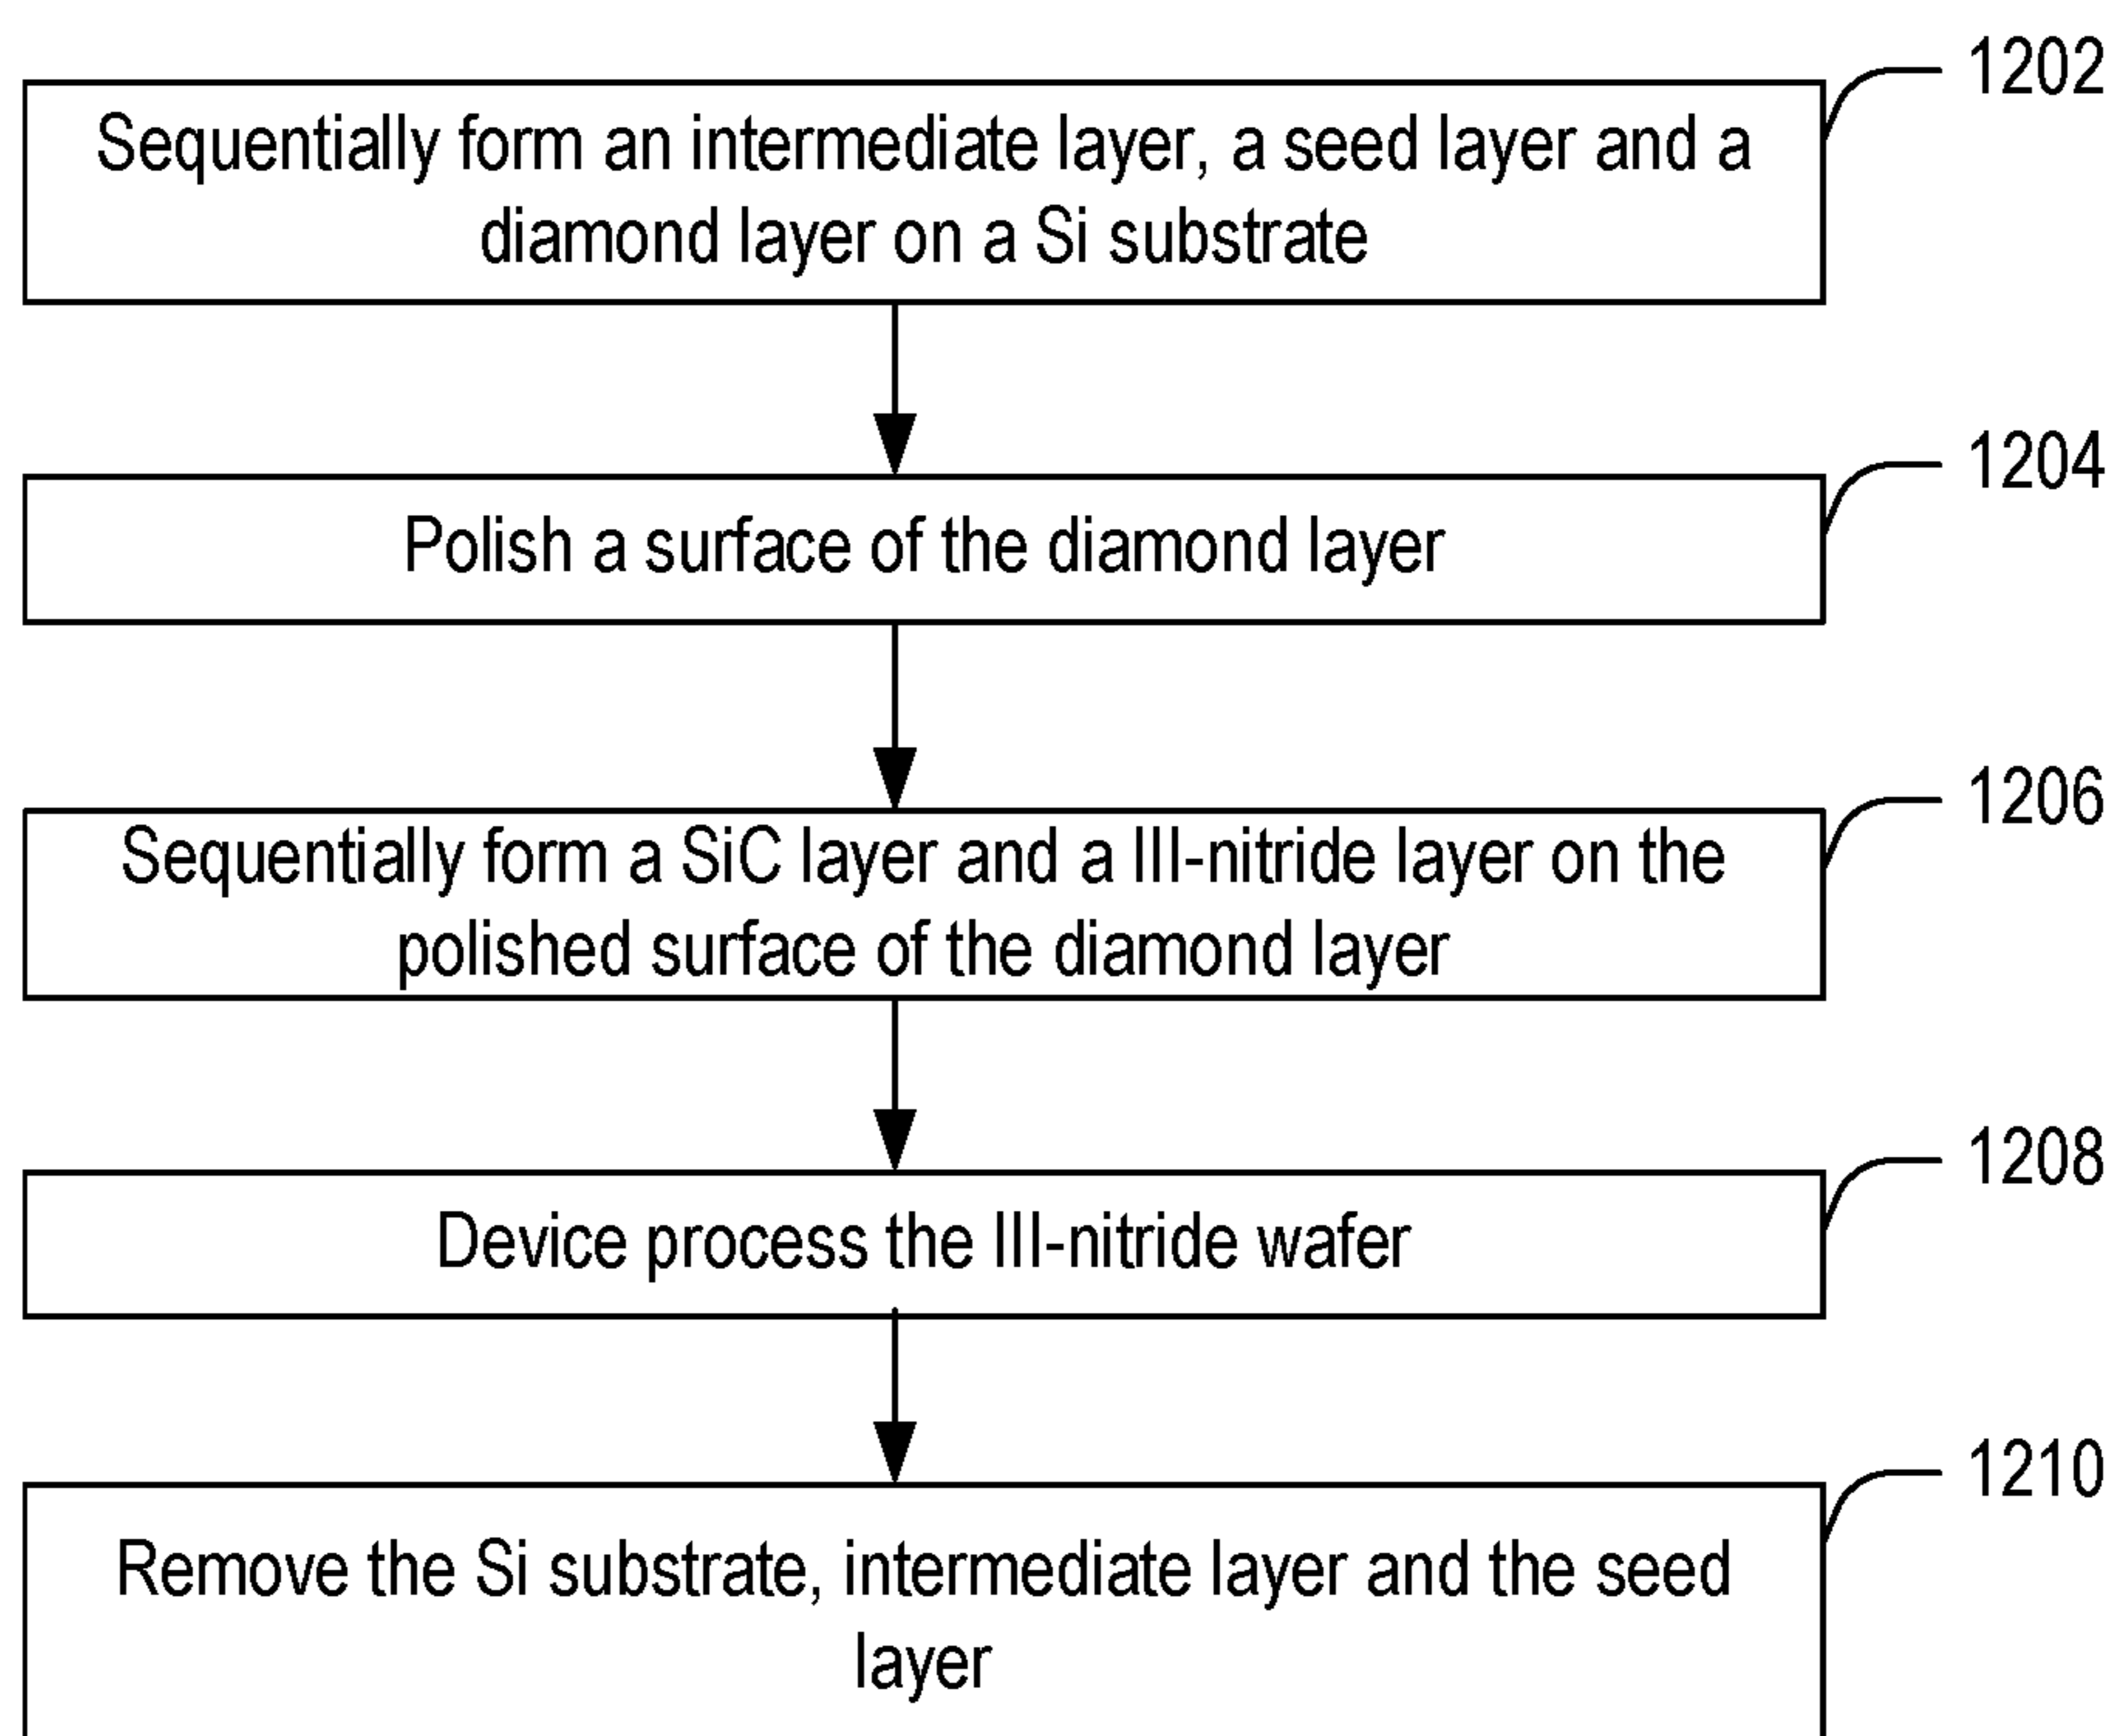 1202
Sequentially form an intermediate layer, a seed layer and a
diamond layer on a Si substrate
1204
Polish a surface of the diamond layer
1206
Sequentially form a SiC layer and a III-nitride layer on the
polished surface of the diamond layer
1208
Device process the III-nitride wafer
1210
Remove the Si substrate, intermediate layer and the seed
layer